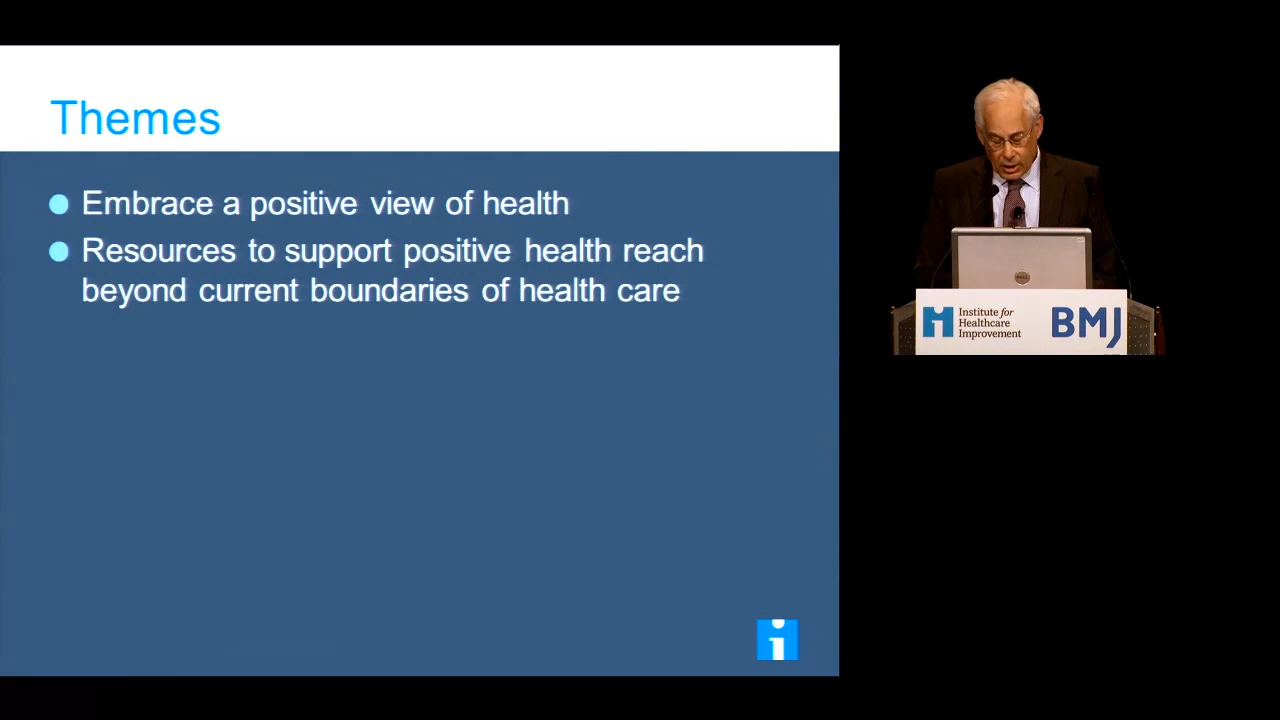 Themes
Embrace a positive view of health
Resources to support positive health reach
beyond current boundaries of health care
Institute for
Healthcare
Improvement
BMJ